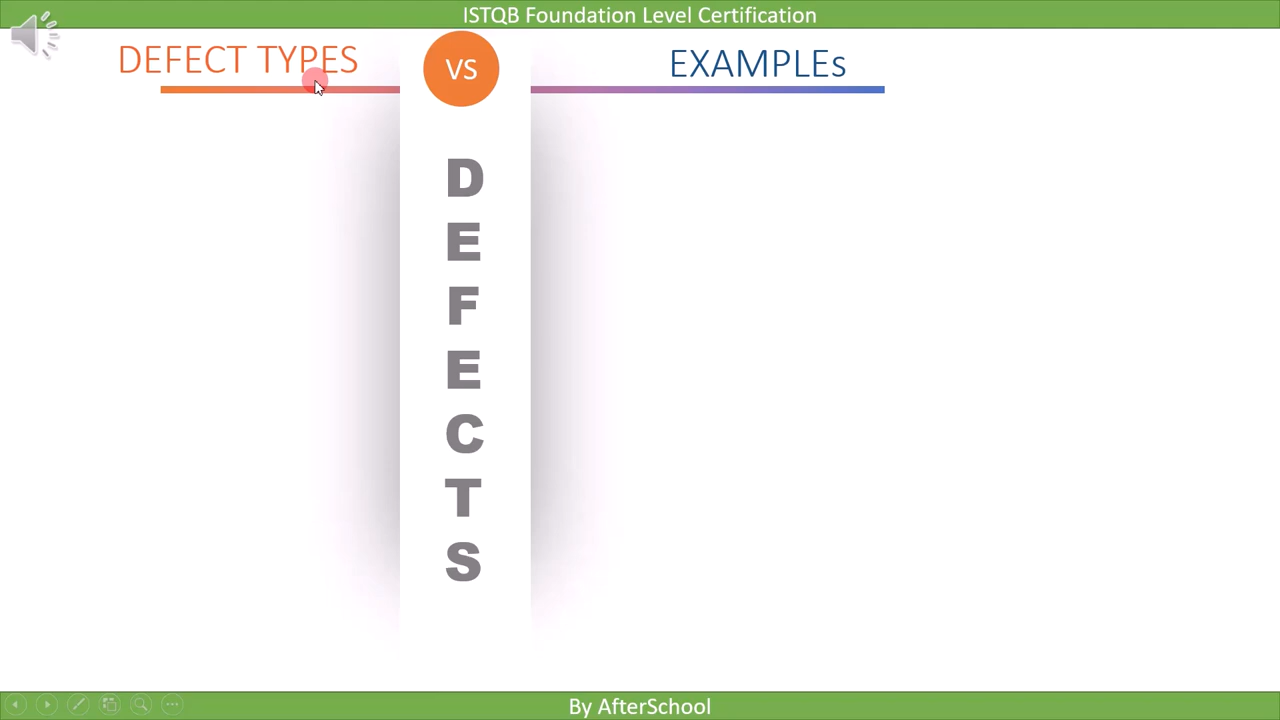 ISTQB Foundation Level Certification
DEFECT TYPES
VS
EXAMPLEs
D
E
F
E
C
T
S
By AfterSchool